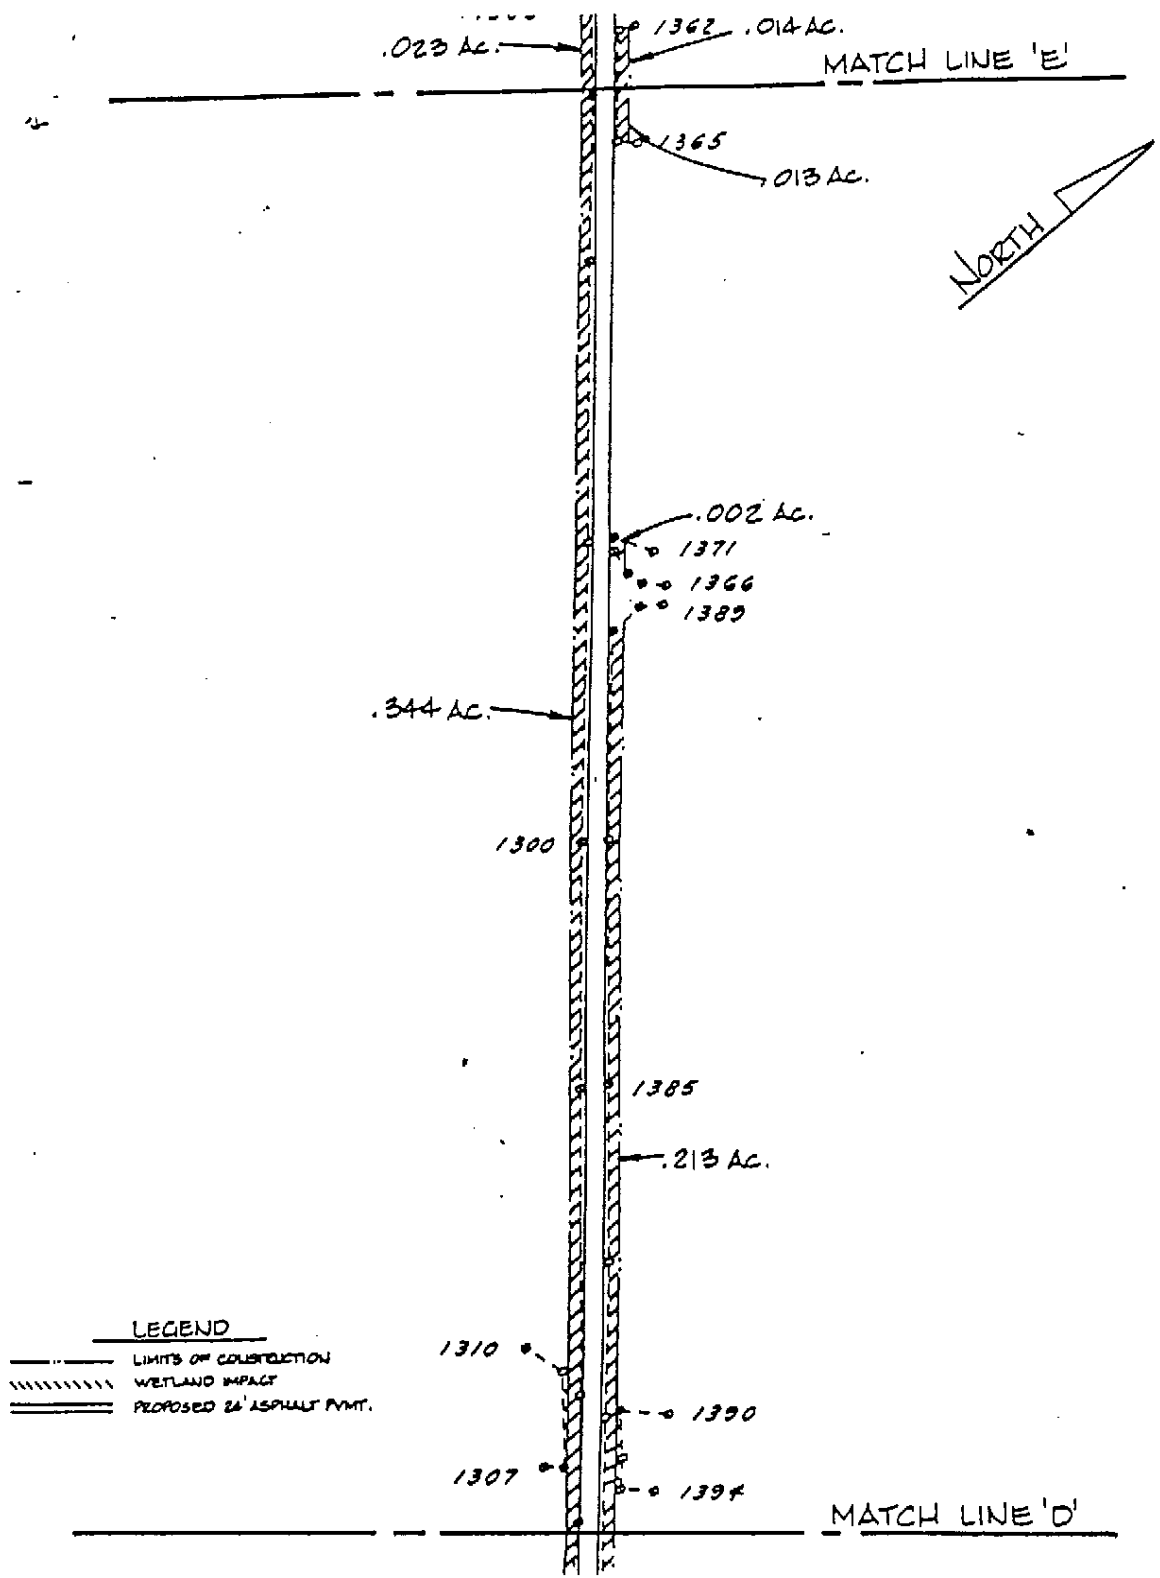 1362 .014 AC.
.023 AC.
MATCH LINE 'E'
1365
.013 AC.
NORTH
.002 AC.
1371
1366
1389
.344 AC.
1300
1385
.213 AC.
LEGEND
LIMITS OF CONSTRUCTION
WETLAND IMPACT
PROPOSED 24' ASPHALT PVMT.
1310
1390
1307
1394
MATCH LINE 'D'